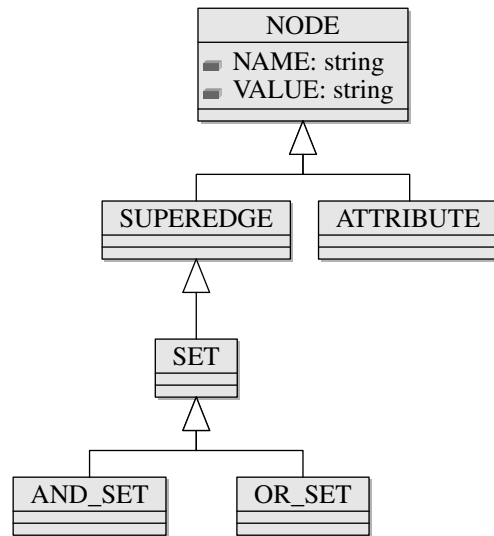 NODE
NAME: string
VALUE: string
SUPEREDGE
ATTRIBUTE
SET
AND_SET
OR_SET